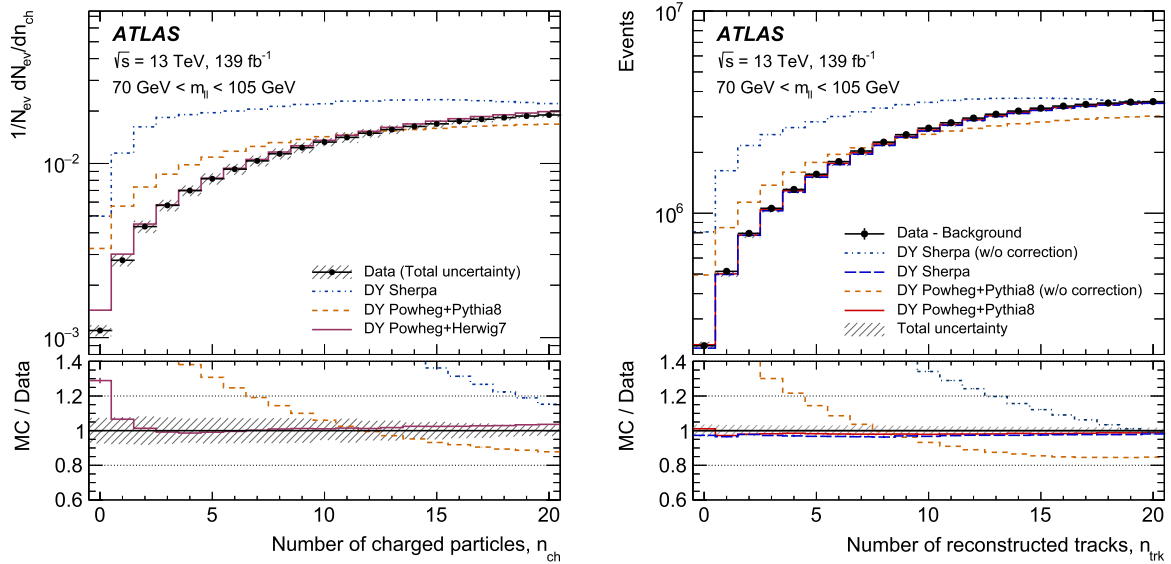 1/N_ev dN_ev/dn_ch
ATLAS
√s = 13 TeV, 139 fb⁻¹
70 GeV < m_ll < 105 GeV
10⁻²
10⁻³
Data (Total uncertainty)
DY Sherpa
DY Powheg+Pythia8
DY Powheg+Herwig7
MC / Data
1.4
1.2
1
0.8
0.6
0 5 10 15 20
Number of charged particles, n_ch
Events
10⁷
10⁶
ATLAS
√s = 13 TeV, 139 fb⁻¹
70 GeV < m_ll < 105 GeV
Data - Background
DY Sherpa (w/o correction)
DY Sherpa
DY Powheg+Pythia8 (w/o correction)
DY Powheg+Pythia8
Total uncertainty
MC / Data
1.4
1.2
1
0.8
0.6
0 5 10 15 20
Number of reconstructed tracks, n_trk